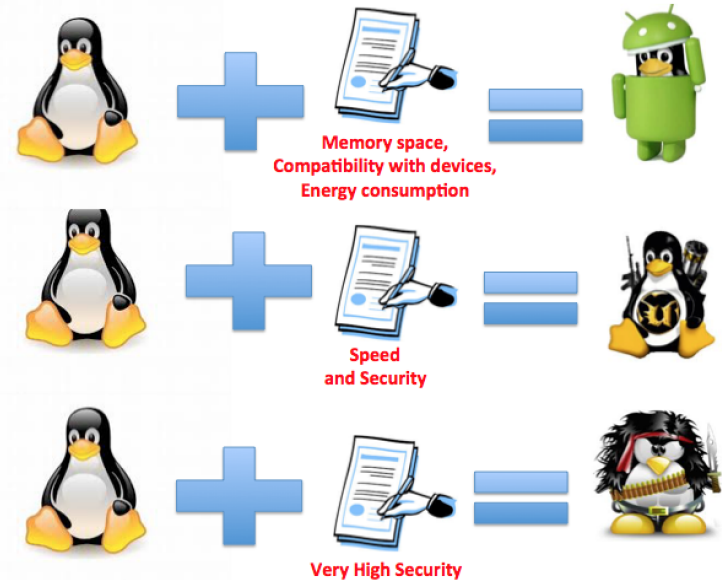 Memory space,
Compatibility with devices,
Energy consumption
Speed
and Security
Very High Security